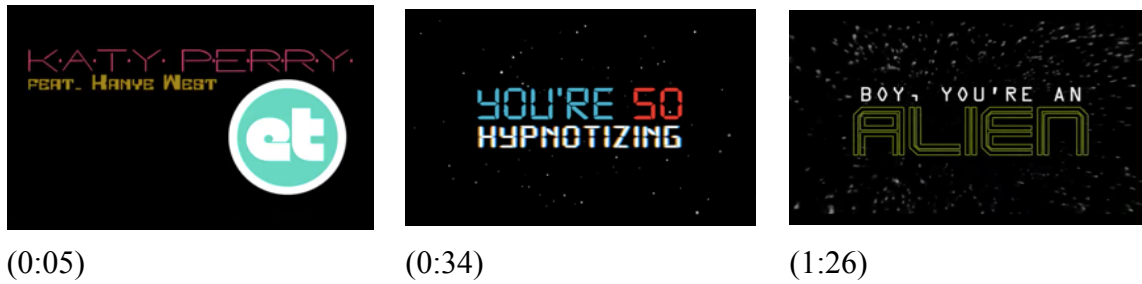 K·A·T·Y· P·E·R·R·Y·
FEAT. KANYE WEST
et
(0:05)
YOU'RE SO
HYPNOTIZING
(0:34)
BOY, YOU'RE AN
ALIEN
(1:26)